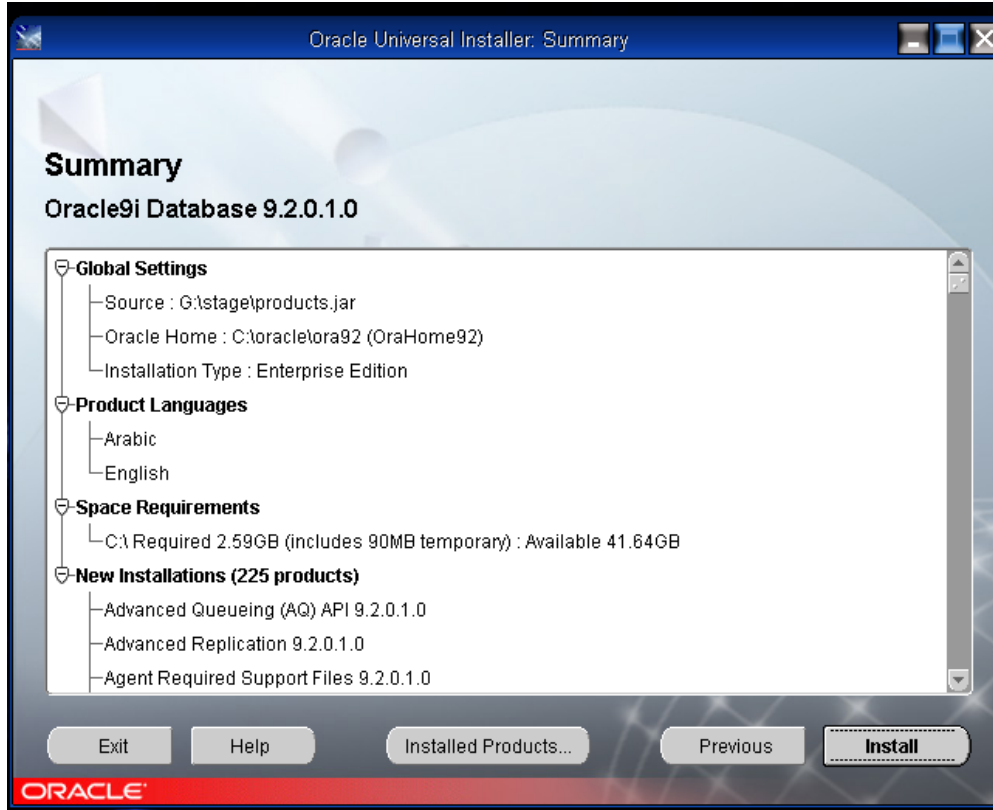 Oracle Universal Installer: Summary
Summary
Oracle9i Database 9.2.0.1.0
Global Settings
Source : G:\stage\products.jar
Oracle Home : C:\oracle\ora92 (OraHome92)
Installation Type : Enterprise Edition
Product Languages
Arabic
English
Space Requirements
C:\ Required 2.59GB (includes 90MB temporary) : Available 41.64GB
New Installations (225 products)
Advanced Queueing (AQ) API 9.2.0.1.0
Advanced Replication 9.2.0.1.0
Agent Required Support Files 9.2.0.1.0
Exit Help Installed Products... Previous Install
ORACLE